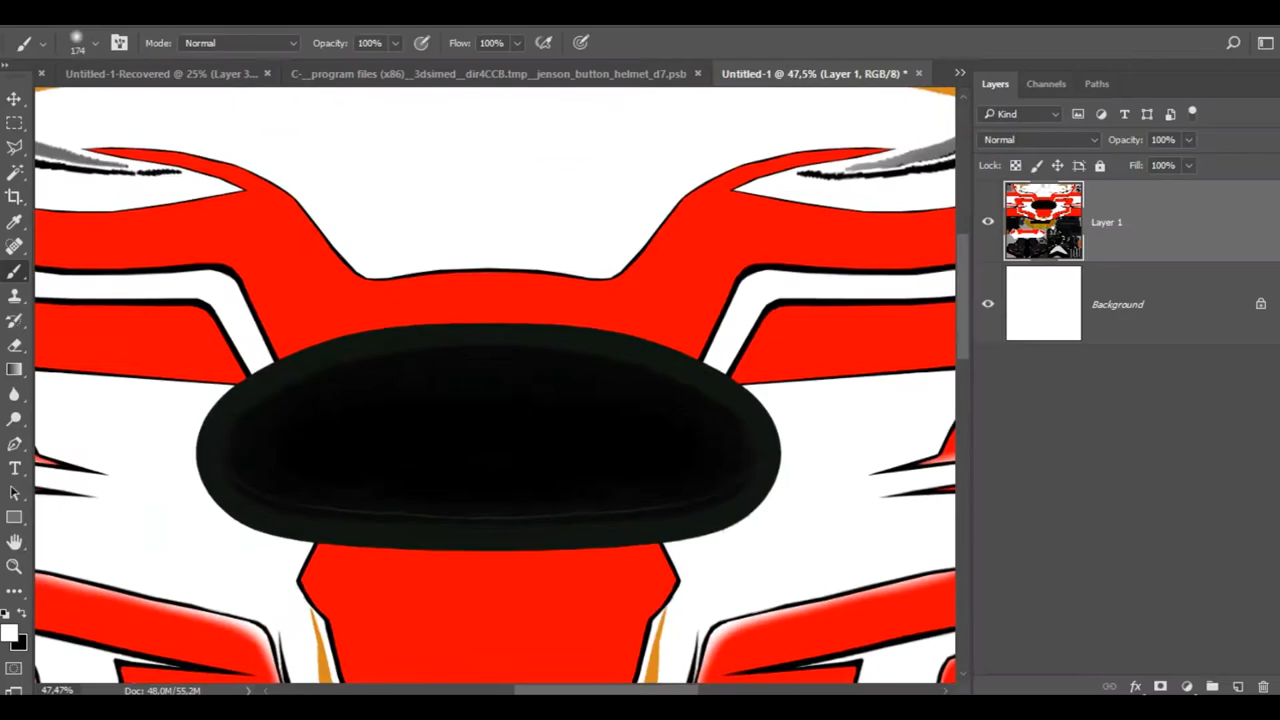 174 Mode: Normal Opacity: 100% Flow: 100%
Untitled-1-Recovered @ 25% (Layer 3... × C-__program files (x86)__3dsimed__dir4CCB.tmp__jenson_button_helmet_d7.psb × Untitled-1 @ 47,5% (Layer 1, RGB/8) * ×
Layers Channels Paths
Kind
Normal Opacity: 100%
Lock: Fill: 100%
Layer 1
Background
47,47% Doc: 48.0M/55.2M